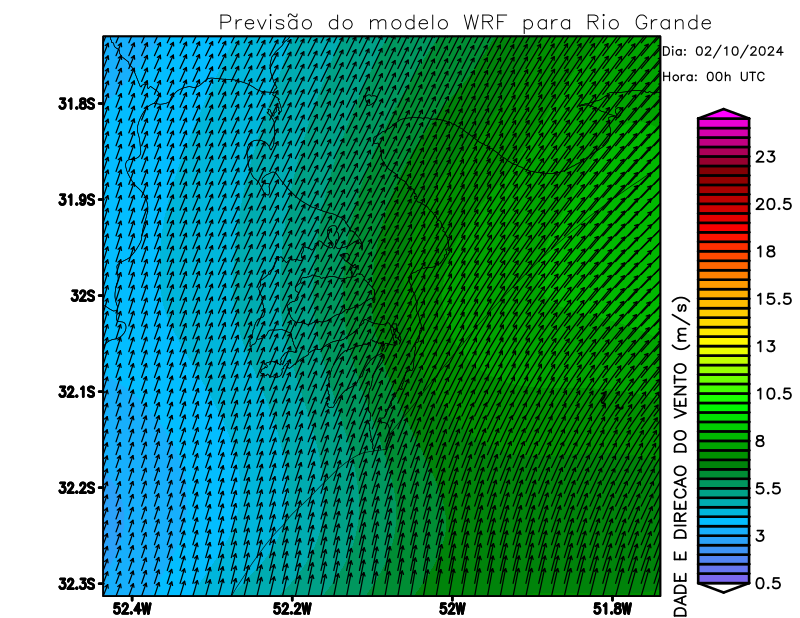 Previsão do modelo WRF para Rio Grande
Dia: 02/10/2024
Hora: 00h UTC
31.8S
31.9S
32S
32.1S
32.2S
32.3S
52.4W
52.2W
52W
51.8W
23
20.5
18
15.5
13
10.5
8
5.5
3
0.5
DADE E DIRECAO DO VENTO (m/s)